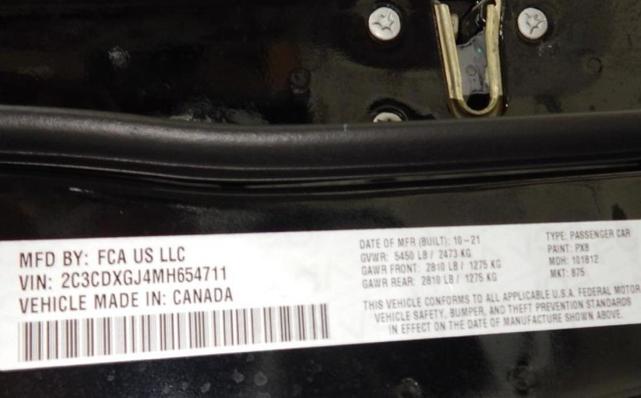 MFD BY: FCA US LLC
VIN: 2C3CDXGJ4MH654711
VEHICLE MADE IN: CANADA
DATE OF MFR (BUILT): 10-21
GVWR: 5450 LB / 2473 KG
GAWR FRONT: 2810 LB / 1275 KG
GAWR REAR: 2810 LB / 1275 KG
TYPE: PASSENGER CAR
PAINT: PX8
MDH: 101812
MKT: 875
THIS VEHICLE CONFORMS TO ALL APPLICABLE U.S.A. FEDERAL MOTOR
VEHICLE SAFETY, BUMPER, AND THEFT PREVENTION STANDARDS
IN EFFECT ON THE DATE OF MANUFACTURE SHOWN ABOVE.